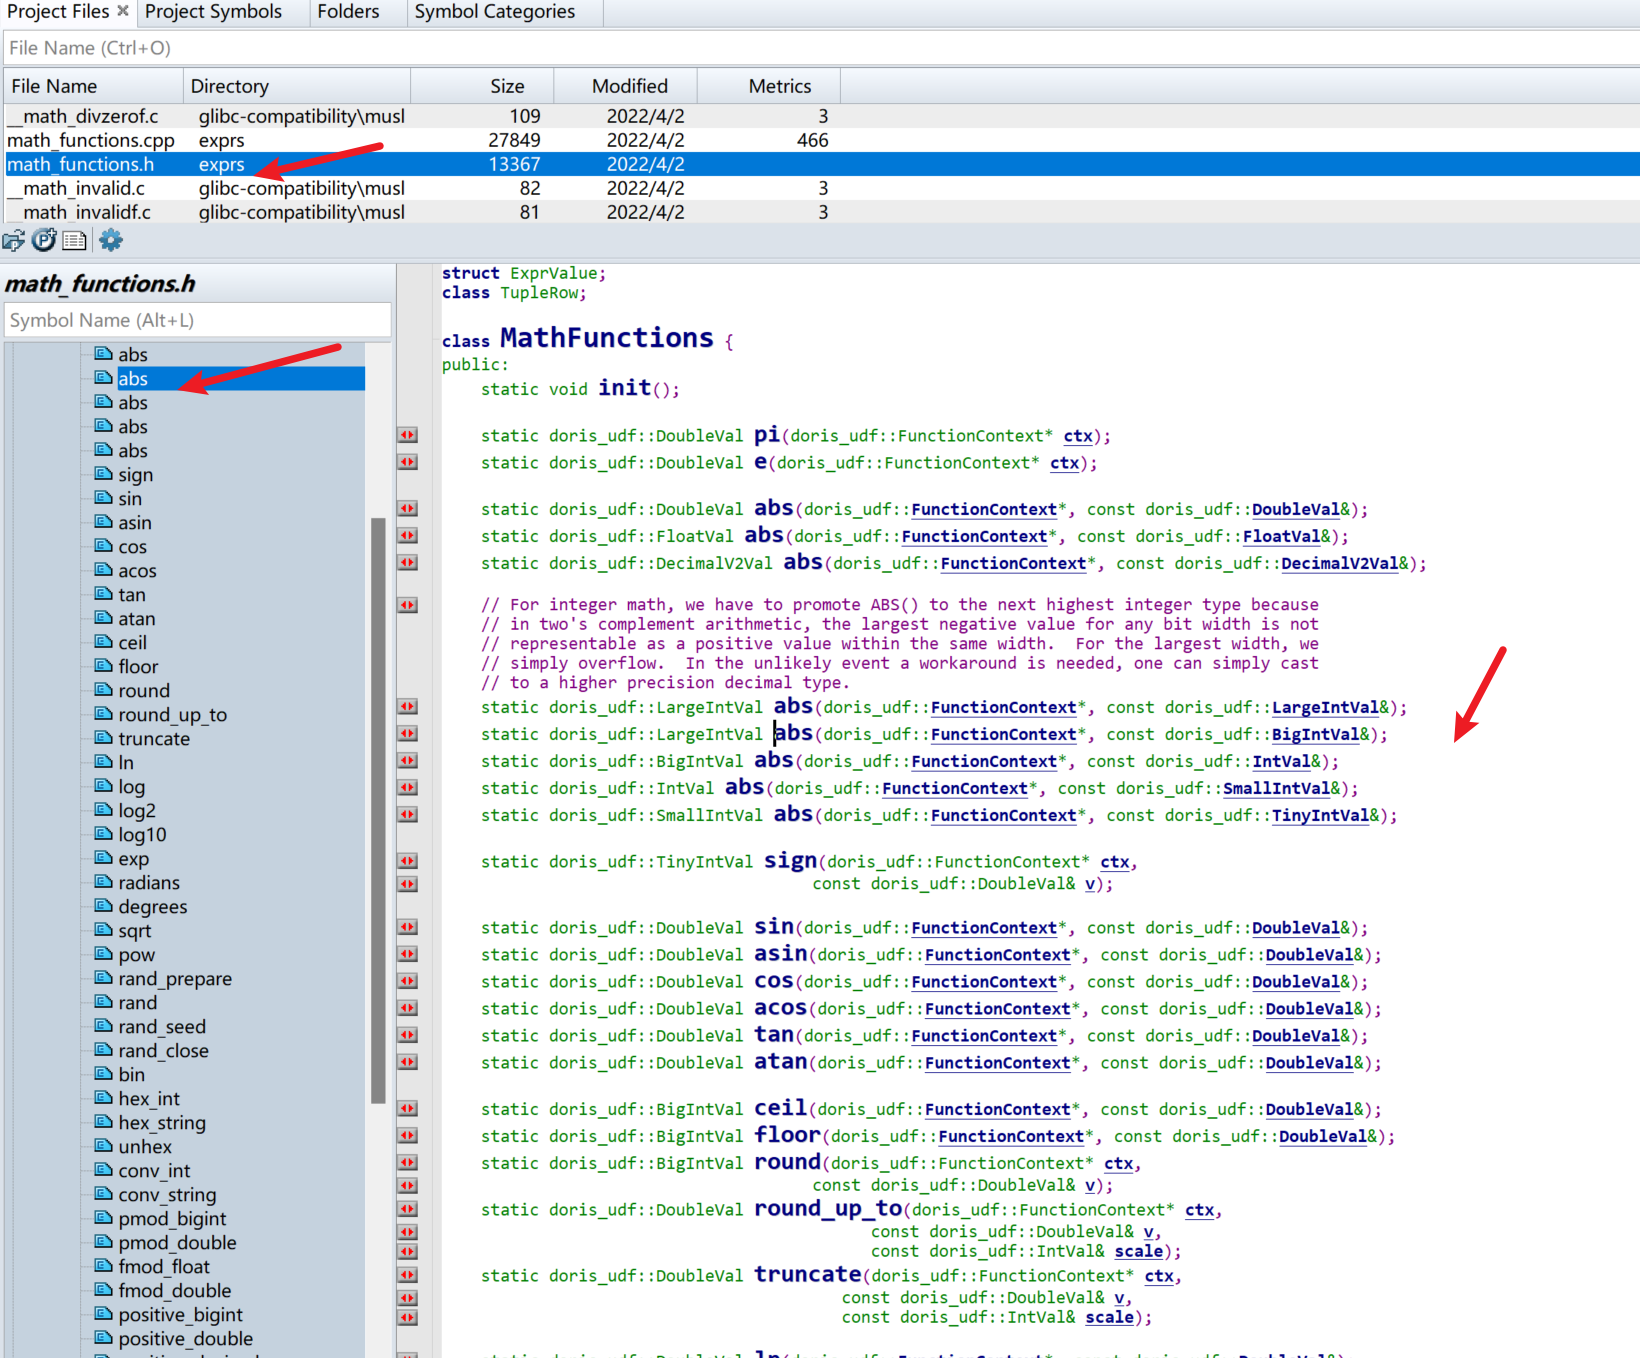 Project Files Project Symbols Folders Symbol Categories
File Name (Ctrl+O)
File Name Directory Size Modified Metrics
__math_divzerof.c glibc-compatibility\musl 109 2022/4/2 3
math_functions.cpp exprs 27849 2022/4/2 466
math_functions.h exprs 13367 2022/4/2
__math_invalid.c glibc-compatibility\musl 82 2022/4/2 3
__math_invalidf.c glibc-compatibility\musl 81 2022/4/2 3
math_functions.h
Symbol Name (Alt+L)
abs
abs
abs
abs
abs
sign
sin
asin
cos
acos
tan
atan
ceil
floor
round
round_up_to
truncate
ln
log
log2
log10
exp
radians
degrees
sqrt
pow
rand_prepare
rand
rand_seed
rand_close
bin
hex_int
hex_string
unhex
conv_int
conv_string
pmod_bigint
pmod_double
fmod_float
fmod_double
positive_bigint
positive_double
struct ExprValue;
class TupleRow;
class MathFunctions {
public:
static void init();
static doris_udf::DoubleVal pi(doris_udf::FunctionContext* ctx);
static doris_udf::DoubleVal e(doris_udf::FunctionContext* ctx);
static doris_udf::DoubleVal abs(doris_udf::FunctionContext*, const doris_udf::DoubleVal&);
static doris_udf::FloatVal abs(doris_udf::FunctionContext*, const doris_udf::FloatVal&);
static doris_udf::DecimalV2Val abs(doris_udf::FunctionContext*, const doris_udf::DecimalV2Val&);
// For integer math, we have to promote ABS() to the next highest integer type because
// in two's complement arithmetic, the largest negative value for any bit width is not
// representable as a positive value within the same width.  For the largest width, we
// simply overflow.  In the unlikely event a workaround is needed, one can simply cast
// to a higher precision decimal type.
static doris_udf::LargeIntVal abs(doris_udf::FunctionContext*, const doris_udf::LargeIntVal&);
static doris_udf::LargeIntVal abs(doris_udf::FunctionContext*, const doris_udf::BigIntVal&);
static doris_udf::BigIntVal abs(doris_udf::FunctionContext*, const doris_udf::IntVal&);
static doris_udf::IntVal abs(doris_udf::FunctionContext*, const doris_udf::SmallIntVal&);
static doris_udf::SmallIntVal abs(doris_udf::FunctionContext*, const doris_udf::TinyIntVal&);
static doris_udf::TinyIntVal sign(doris_udf::FunctionContext* ctx,
const doris_udf::DoubleVal& v);
static doris_udf::DoubleVal sin(doris_udf::FunctionContext*, const doris_udf::DoubleVal&);
static doris_udf::DoubleVal asin(doris_udf::FunctionContext*, const doris_udf::DoubleVal&);
static doris_udf::DoubleVal cos(doris_udf::FunctionContext*, const doris_udf::DoubleVal&);
static doris_udf::DoubleVal acos(doris_udf::FunctionContext*, const doris_udf::DoubleVal&);
static doris_udf::DoubleVal tan(doris_udf::FunctionContext*, const doris_udf::DoubleVal&);
static doris_udf::DoubleVal atan(doris_udf::FunctionContext*, const doris_udf::DoubleVal&);
static doris_udf::BigIntVal ceil(doris_udf::FunctionContext*, const doris_udf::DoubleVal&);
static doris_udf::BigIntVal floor(doris_udf::FunctionContext*, const doris_udf::DoubleVal&);
static doris_udf::BigIntVal round(doris_udf::FunctionContext* ctx,
const doris_udf::DoubleVal& v);
static doris_udf::DoubleVal round_up_to(doris_udf::FunctionContext* ctx,
const doris_udf::DoubleVal& v,
const doris_udf::IntVal& scale);
static doris_udf::DoubleVal truncate(doris_udf::FunctionContext* ctx,
const doris_udf::DoubleVal& v,
const doris_udf::IntVal& scale);